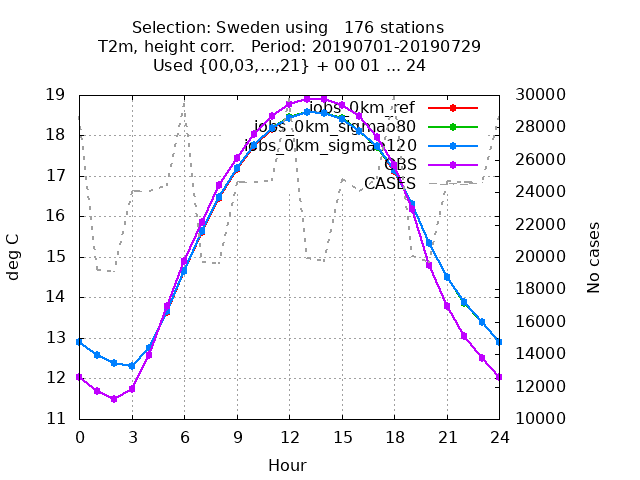 Selection: Sweden using   176 stations
T2m, height corr.   Period: 20190701-20190729
Used {00,03,...,21} + 00 01 ... 24
deg C
19
18
17
16
15
14
13
12
11
iobs_0km_ref
iobs_0km_sigmao80
iobs_0km_sigmao120
OBS
CASES
30000
28000
26000
24000
22000
20000
18000
16000
14000
12000
10000
No cases
0 3 6 9 12 15 18 21 24
Hour